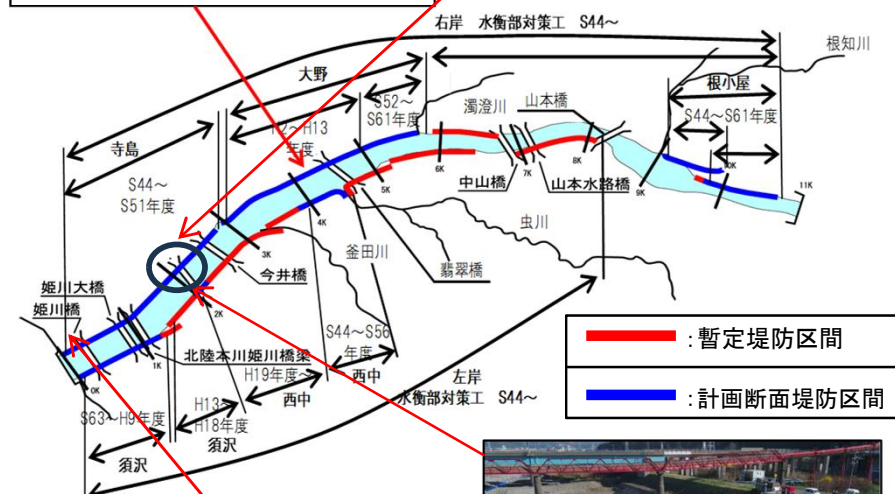 右岸 水衡部対策工 S44～
根知川
大野
根小屋
S52～
S61年度
濁澄川
山本橋
S44～S61年度
H2～H13
年度
寺島
S44～
S51年度
11K
10K
9K
8K
7K
6K
5K
4K
3K
2K
1K
0K
中山橋
山本水路橋
虫川
釜田川
翡翠橋
今井橋
姫川大橋
姫川橋
北陸本川姫川橋梁
S44～S56
年度
西中
H19年度～
西中
H13～
H18年度
須沢
S63～H9年度
須沢
左岸
水衡部対策工 S44～
:暫定堤防区間
:計画断面堤防区間